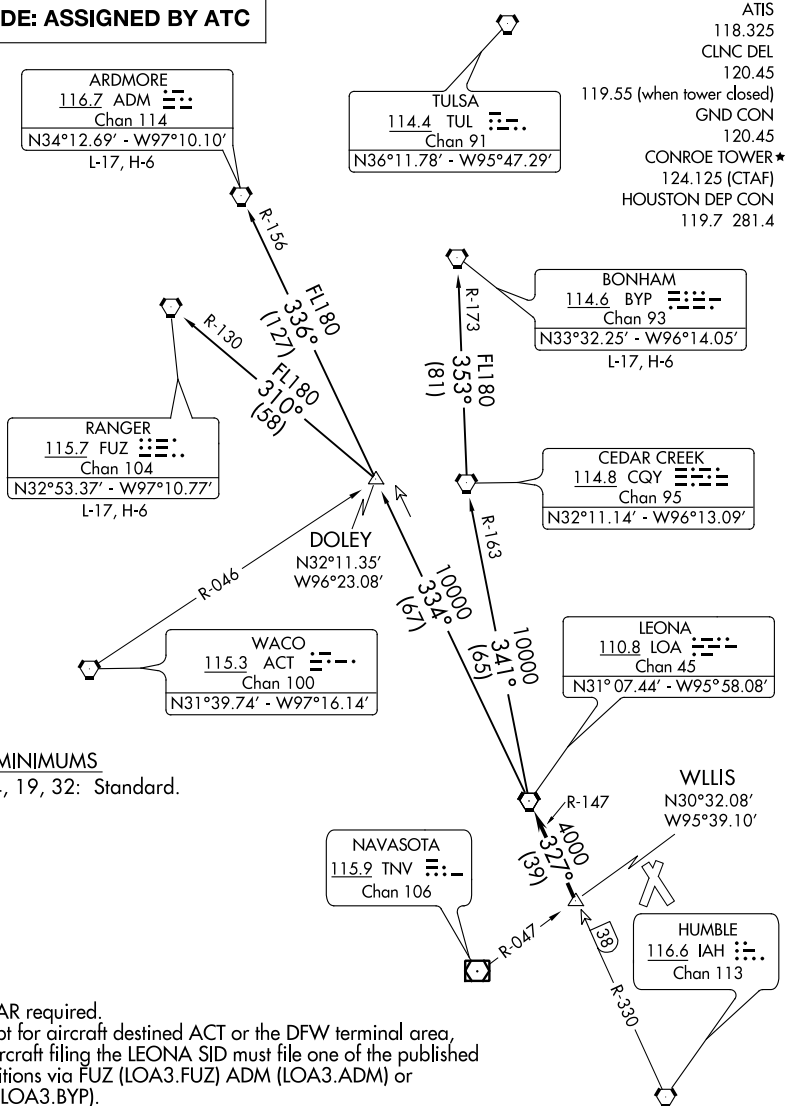 DE: ASSIGNED BY ATC
ATIS
118.325
CLNC DEL
120.45
119.55 (when tower closed)
GND CON
120.45
CONROE TOWER★
124.125 (CTAF)
HOUSTON DEP CON
119.7 281.4
ARDMORE
116.7 ADM
Chan 114
N34°12.69′ - W97°10.10′
L-17, H-6
TULSA
114.4 TUL
Chan 91
N36°11.78′ - W95°47.29′
R-156
FL180
336°
(127)
R-130
FL180
310°
(58)
BONHAM
114.6 BYP
Chan 93
N33°32.25′ - W96°14.05′
L-17, H-6
R-173
FL180
353°
(81)
RANGER
115.7 FUZ
Chan 104
N32°53.37′ - W97°10.77′
L-17, H-6
CEDAR CREEK
114.8 CQY
Chan 95
N32°11.14′ - W96°13.09′
DOLEY
N32°11.35′
W96°23.08′
R-163
R-046
10000
334°
(67)
10000
341°
(65)
WACO
115.3 ACT
Chan 100
N31°39.74′ - W97°16.14′
LEONA
110.8 LOA
Chan 45
N31°07.44′ - W95°58.08′
MINIMUMS
, 19, 32: Standard.
WLLIS
N30°32.08′
W95°39.10′
R-147
4000
327°
(39)
NAVASOTA
115.9 TNV
Chan 106
R-047
38
HUMBLE
116.6 IAH
Chan 113
R-330
AR required.
pt for aircraft destined ACT or the DFW terminal area,
rcraft filing the LEONA SID must file one of the published
itions via FUZ (LOA3.FUZ) ADM (LOA3.ADM) or
LOA3.BYP).